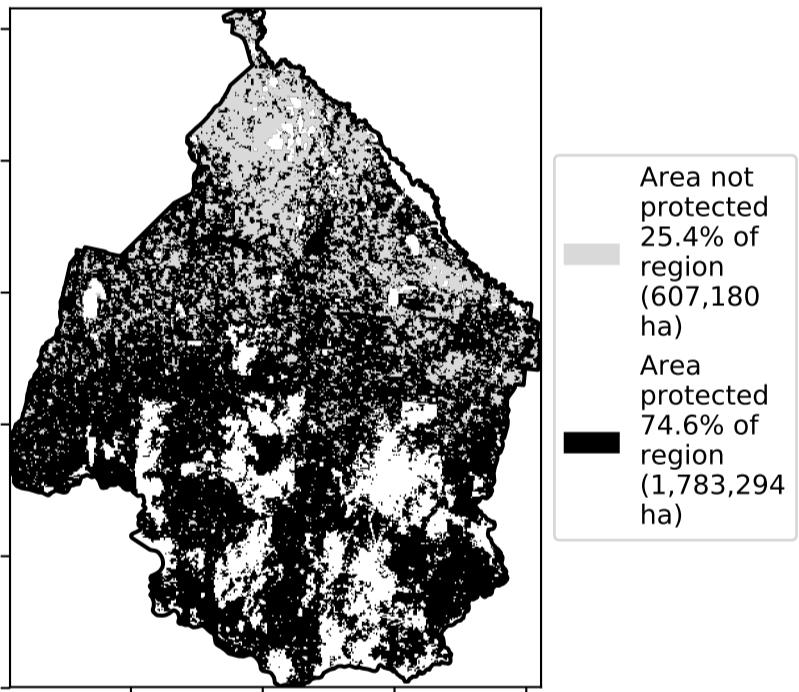 Area not
protected
25.4% of
region
(607,180
ha)
Area
protected
74.6% of
region
(1,783,294
ha)